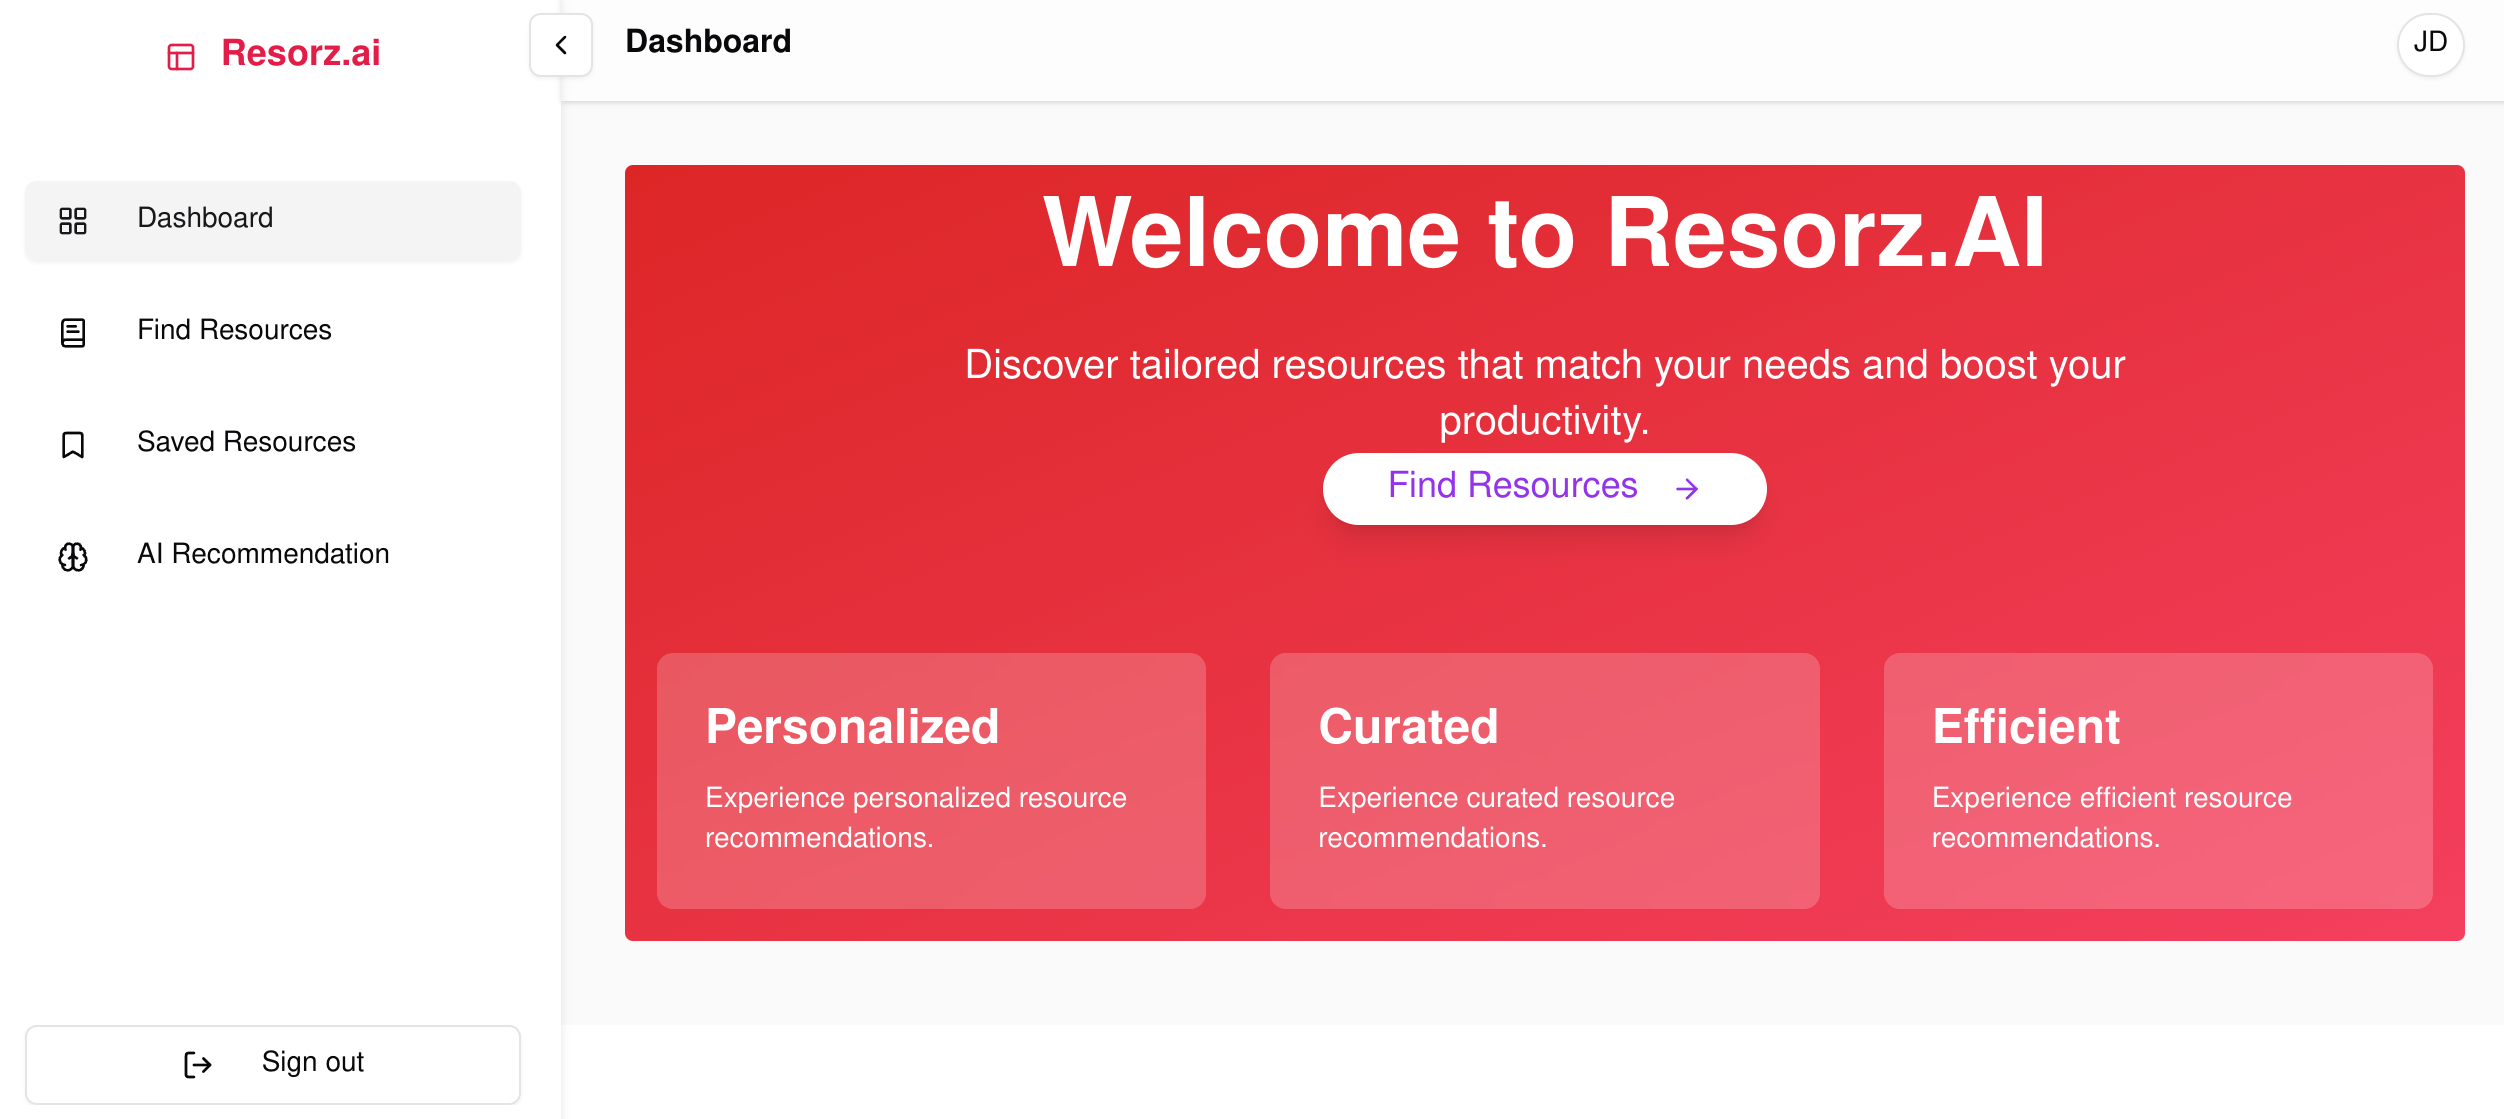 Resorz.ai
Dashboard
JD
Dashboard
Find Resources
Saved Resources
AI Recommendation
Sign out
Welcome to Resorz.AI
Discover tailored resources that match your needs and boost your
productivity.
Find Resources
Personalized
Experience personalized resource
recommendations.
Curated
Experience curated resource
recommendations.
Efficient
Experience efficient resource
recommendations.